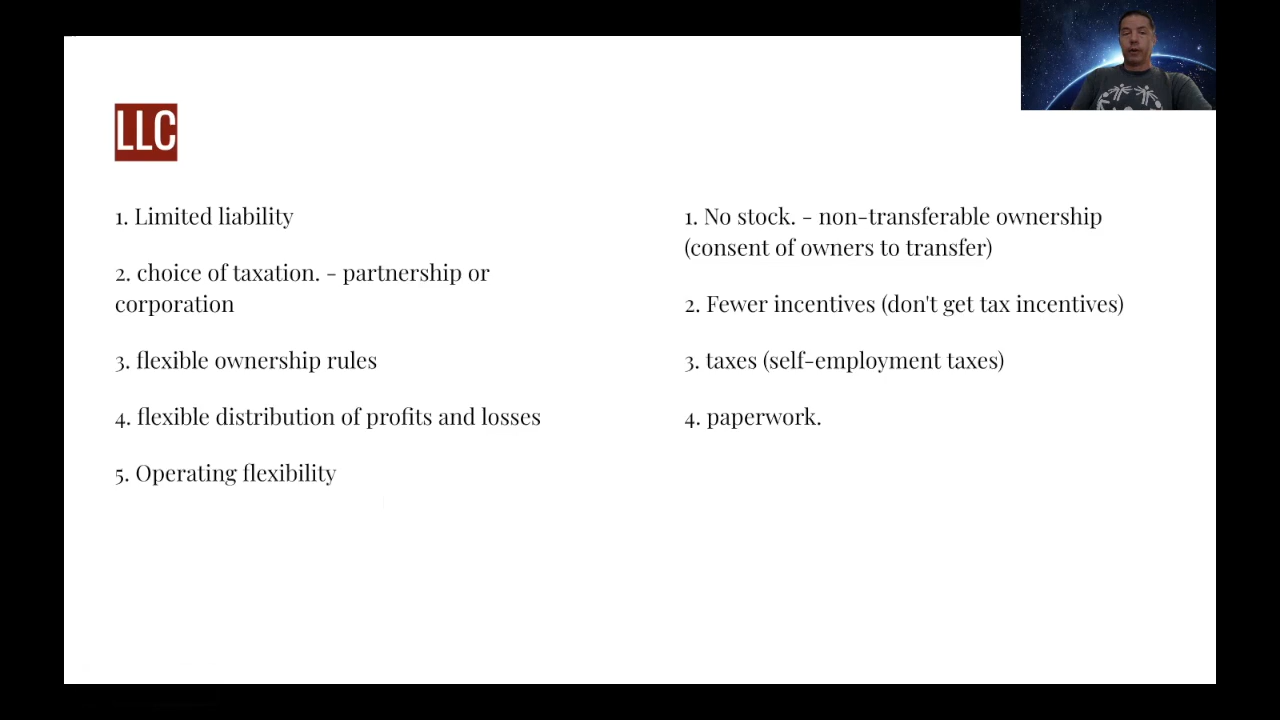 LLC
1. Limited liability
2. choice of taxation. - partnership or
corporation
3. flexible ownership rules
4. flexible distribution of profits and losses
5. Operating flexibility
1. No stock. - non-transferable ownership
(consent of owners to transfer)
2. Fewer incentives (don't get tax incentives)
3. taxes (self-employment taxes)
4. paperwork.